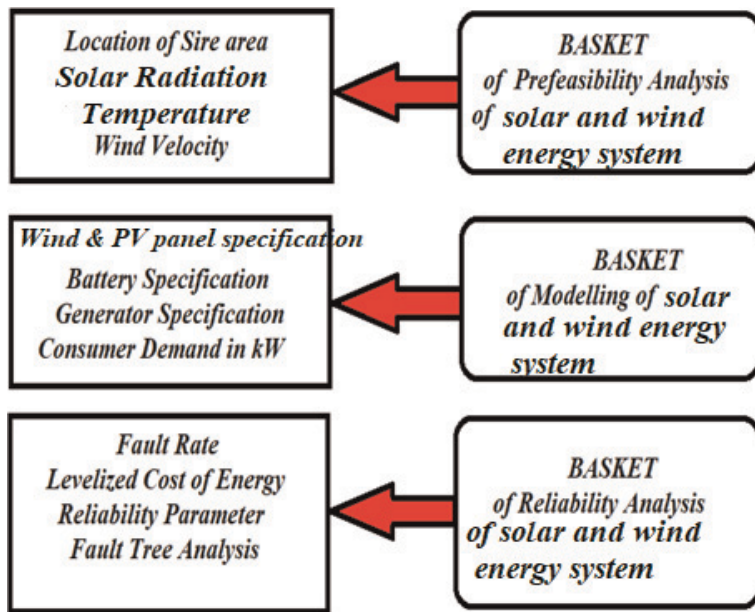 Location of Sire area
Solar Radiation
Temperature
Wind Velocity
BASKET
of Prefeasibility Analysis
of solar and wind
energy system
Wind & PV panel specification
Battery Specification
Generator Specification
Consumer Demand in kW
BASKET
of Modelling of solar
and wind energy
system
Fault Rate
Levelized Cost of Energy
Reliability Parameter
Fault Tree Analysis
BASKET
of Reliability Analysis
of solar and wind
energy system